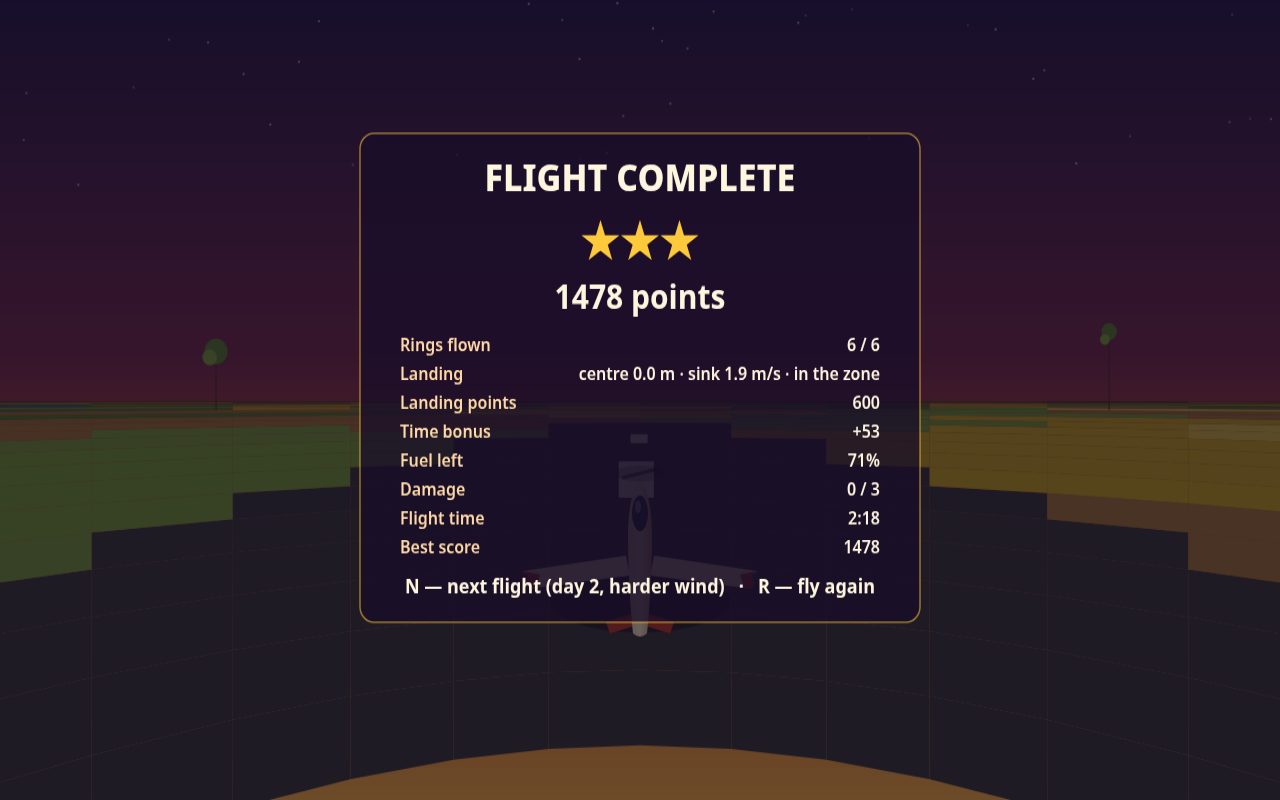 FLIGHT COMPLETE
★★★
1478 points
Rings flown 6 / 6
Landing centre 0.0 m · sink 1.9 m/s · in the zone
Landing points 600
Time bonus +53
Fuel left 71%
Damage 0 / 3
Flight time 2:18
Best score 1478
N — next flight (day 2, harder wind) · R — fly again